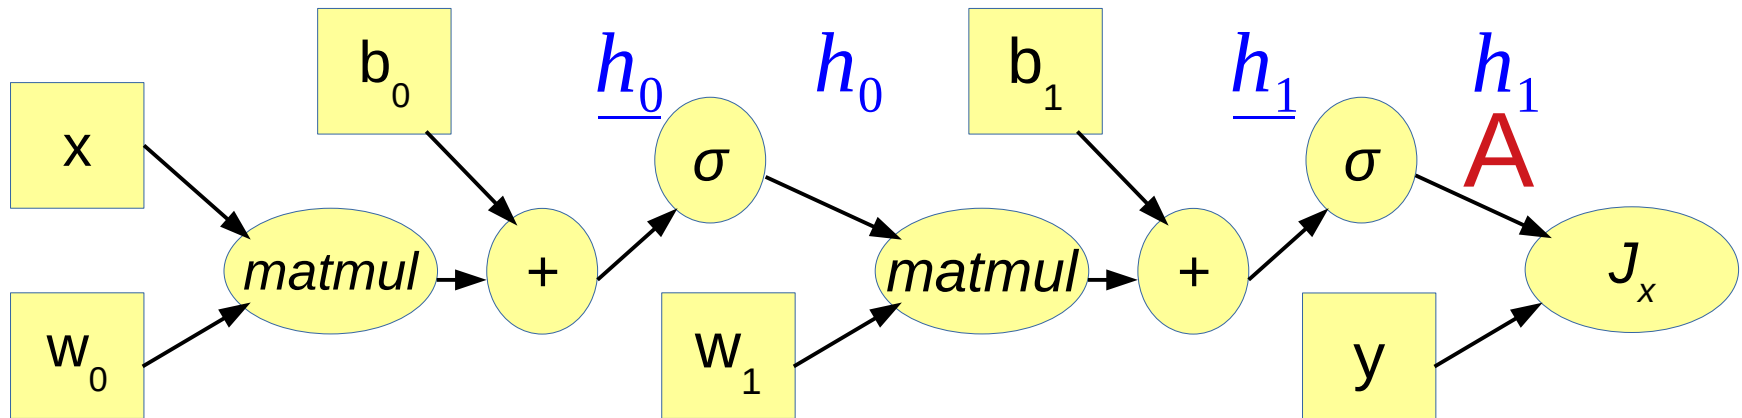 b0
h0
h0
b1
h1
h1
x
σ
σ
A
matmul
+
matmul
+
Jx
w0
w1
y